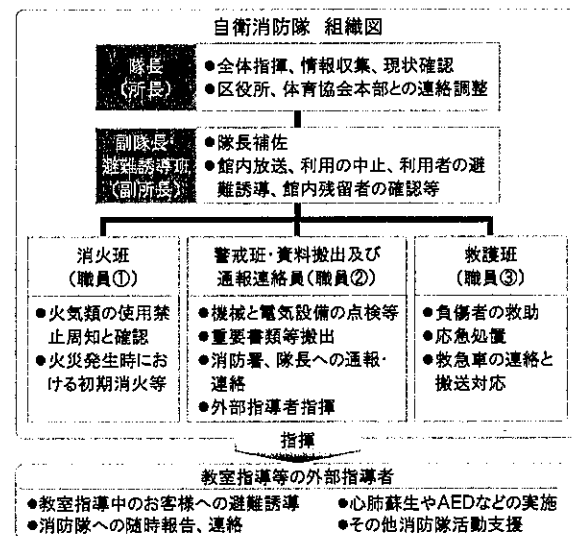 自衛消防隊 組織図
隊長
(所長)
●全体指揮、情報収集、現状確認
●区役所、体育協会本部との連絡調整
副隊長・
避難誘導班
(副所長)
●隊長補佐
●館内放送、利用の中止、利用者の避
難誘導、館内残留者の確認等
消火班
(職員①)
●火気類の使用禁
止周知と確認
●火災発生時にお
ける初期消火等
警戒班・資料搬出及び
通報連絡員(職員②)
●機械と電気設備の点検等
●重要書類等搬出
●消防署、隊長への通報・
連絡
●外部指導者指揮
救護班
(職員③)
●負傷者の救助
●応急処置
●救急車の連絡と
搬送対応
指揮
教室指導等の外部指導者
●教室指導中のお客様への避難誘導
●消防隊への随時報告、連絡
●心肺蘇生やAEDなどの実施
●その他消防隊活動支援